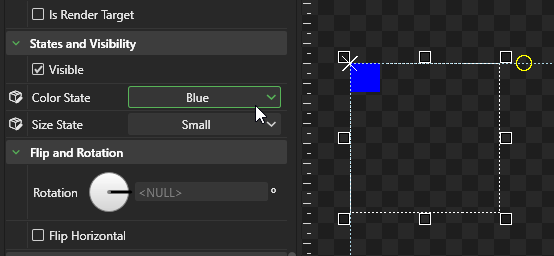 Is Render Target
States and Visibility
Visible
Color State Blue
Size State Small
Flip and Rotation
Rotation <NULL> °
Flip Horizontal